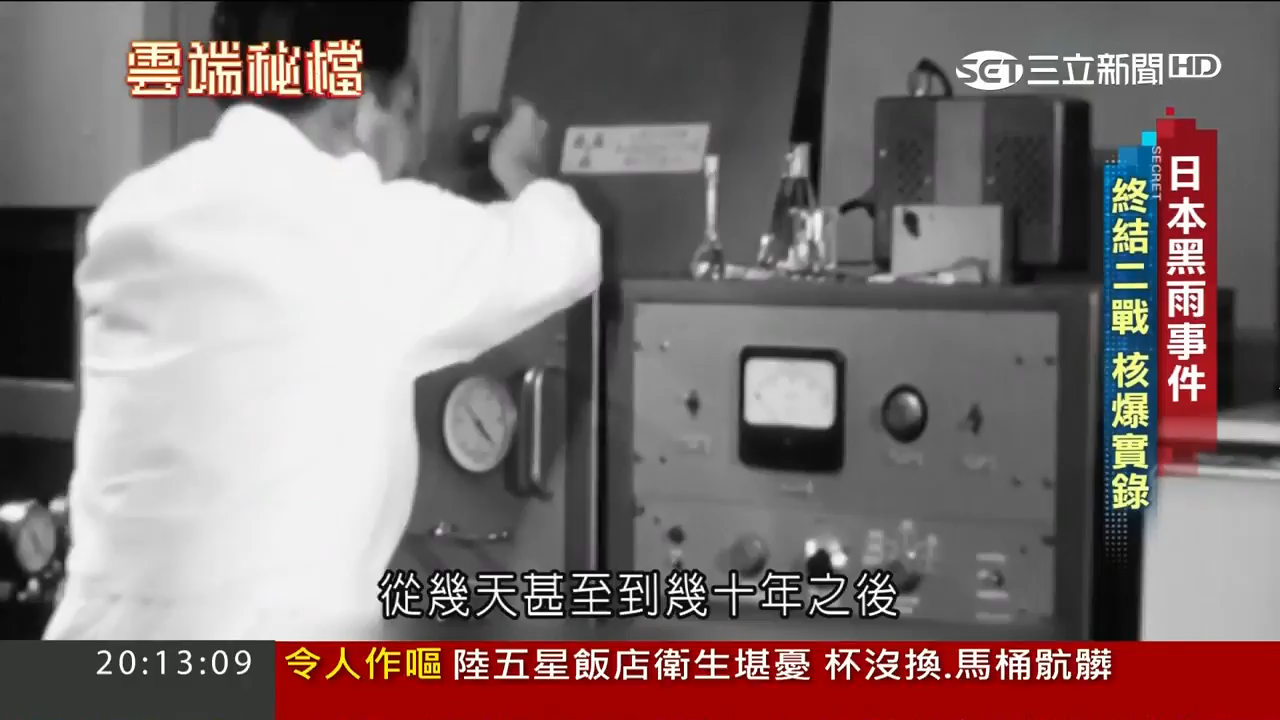 雲端秘檔
SET三立新聞HD
SECRET
日本黑雨事件
終結二戰 核爆實錄
從幾天甚至到幾十年之後
20:13:09
令人作嘔 陸五星飯店衛生堪憂 杯沒換.馬桶骯髒